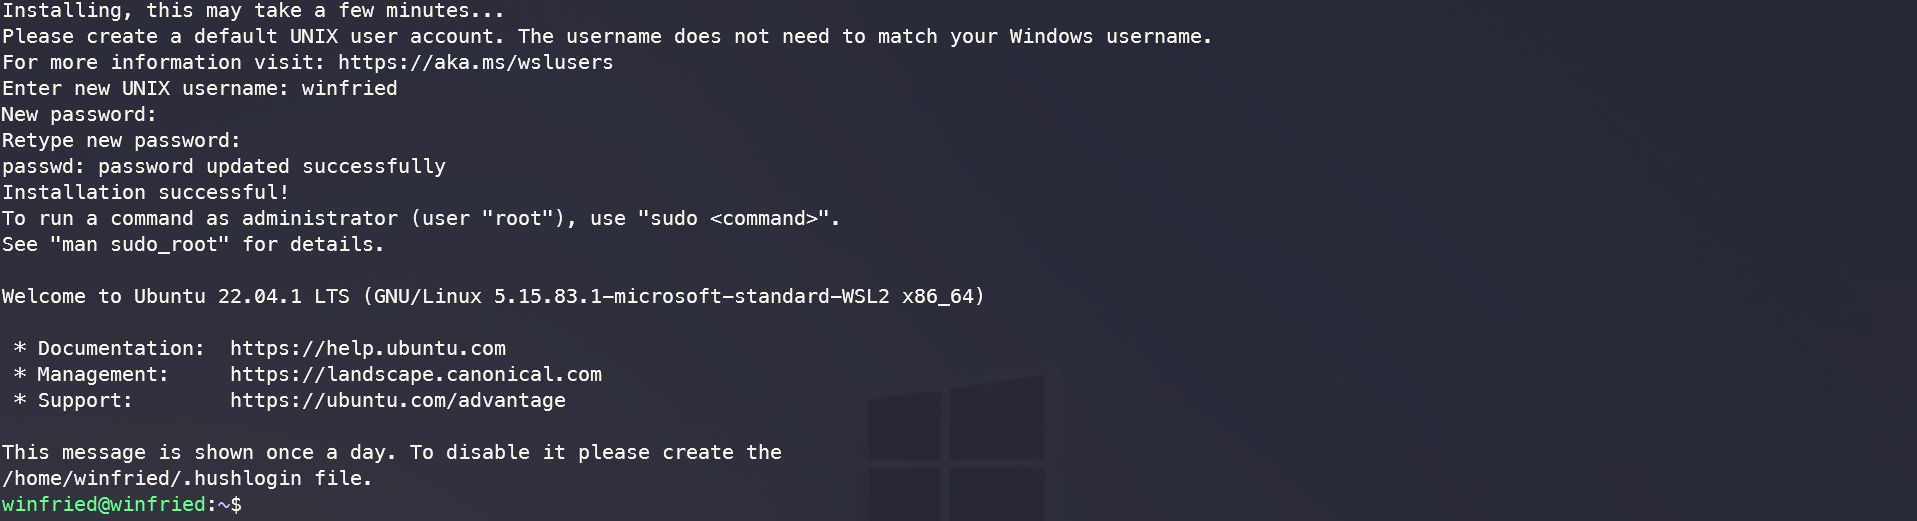 Installing, this may take a few minutes...
Please create a default UNIX user account. The username does not need to match your Windows username.
For more information visit: https://aka.ms/wslusers
Enter new UNIX username: winfried
New password:
Retype new password:
passwd: password updated successfully
Installation successful!
To run a command as administrator (user "root"), use "sudo <command>".
See "man sudo_root" for details.

Welcome to Ubuntu 22.04.1 LTS (GNU/Linux 5.15.83.1-microsoft-standard-WSL2 x86_64)

 * Documentation:  https://help.ubuntu.com
 * Management:     https://landscape.canonical.com
 * Support:        https://ubuntu.com/advantage

This message is shown once a day. To disable it please create the
/home/winfried/.hushlogin file.
winfried@winfried:~$